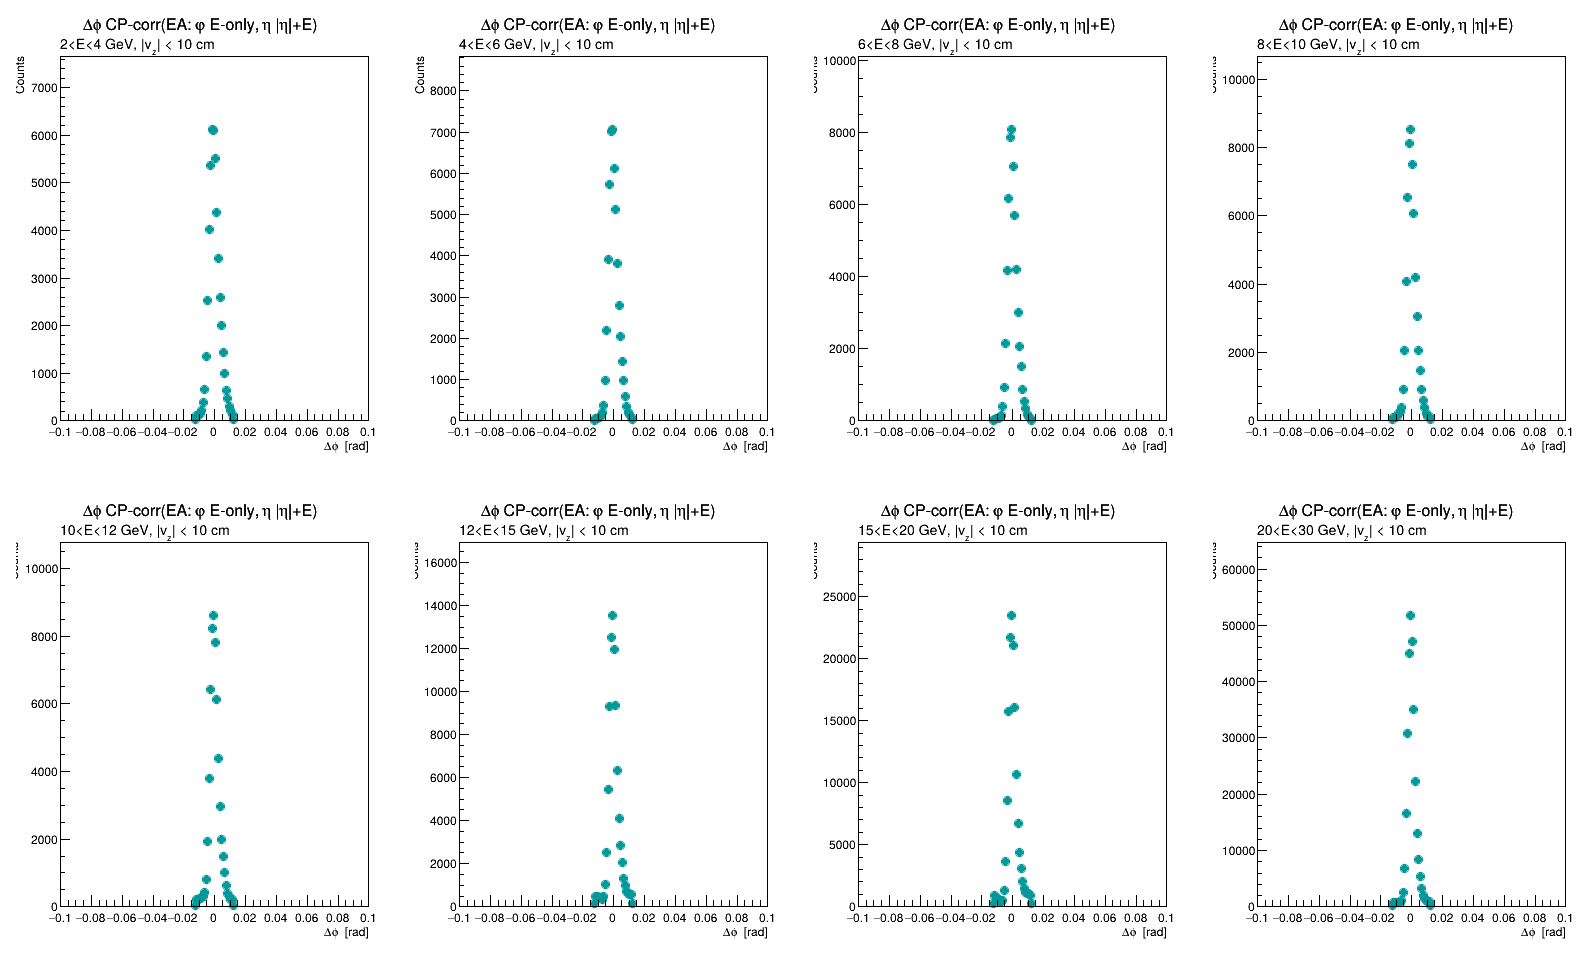 Δϕ CP-corr(EA: φ E-only, η |η|+E)
2<E<4 GeV, |v_z| < 10 cm
Counts
7000
6000
5000
4000
3000
2000
1000
0
−0.1 −0.08 −0.06 −0.04 −0.02 0 0.02 0.04 0.06 0.08 0.1
Δϕ [rad]
Δϕ CP-corr(EA: φ E-only, η |η|+E)
4<E<6 GeV, |v_z| < 10 cm
Counts
8000
7000
6000
5000
4000
3000
2000
1000
0
−0.1 −0.08 −0.06 −0.04 −0.02 0 0.02 0.04 0.06 0.08 0.1
Δϕ [rad]
Δϕ CP-corr(EA: φ E-only, η |η|+E)
6<E<8 GeV, |v_z| < 10 cm
Counts
10000
8000
6000
4000
2000
0
−0.1 −0.08 −0.06 −0.04 −0.02 0 0.02 0.04 0.06 0.08 0.1
Δϕ [rad]
Δϕ CP-corr(EA: φ E-only, η |η|+E)
8<E<10 GeV, |v_z| < 10 cm
Counts
10000
8000
6000
4000
2000
0
−0.1 −0.08 −0.06 −0.04 −0.02 0 0.02 0.04 0.06 0.08 0.1
Δϕ [rad]
Δϕ CP-corr(EA: φ E-only, η |η|+E)
10<E<12 GeV, |v_z| < 10 cm
Counts
10000
8000
6000
4000
2000
0
−0.1 −0.08 −0.06 −0.04 −0.02 0 0.02 0.04 0.06 0.08 0.1
Δϕ [rad]
Δϕ CP-corr(EA: φ E-only, η |η|+E)
12<E<15 GeV, |v_z| < 10 cm
Counts
16000
14000
12000
10000
8000
6000
4000
2000
0
−0.1 −0.08 −0.06 −0.04 −0.02 0 0.02 0.04 0.06 0.08 0.1
Δϕ [rad]
Δϕ CP-corr(EA: φ E-only, η |η|+E)
15<E<20 GeV, |v_z| < 10 cm
Counts
25000
20000
15000
10000
5000
0
−0.1 −0.08 −0.06 −0.04 −0.02 0 0.02 0.04 0.06 0.08 0.1
Δϕ [rad]
Δϕ CP-corr(EA: φ E-only, η |η|+E)
20<E<30 GeV, |v_z| < 10 cm
Counts
60000
50000
40000
30000
20000
10000
0
−0.1 −0.08 −0.06 −0.04 −0.02 0 0.02 0.04 0.06 0.08 0.1
Δϕ [rad]